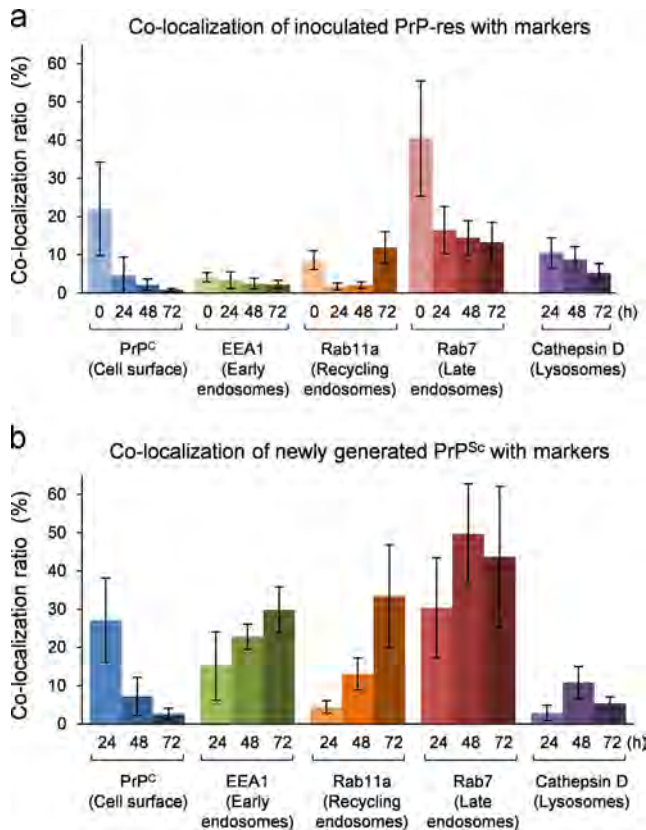 a
Co-localization of inoculated PrP-res with markers
Co-localization ratio (%)
60
50
40
30
20
10
0
0 24 48 72 0 24 48 72 0 24 48 72 0 24 48 72 24 48 72 (h)
PrPᶜ EEA1 Rab11a Rab7 Cathepsin D
(Cell surface) (Early (Recycling (Late (Lysosomes)
endosomes) endosomes) endosomes)
b
Co-localization of newly generated PrPˢᶜ with markers
Co-localization ratio (%)
60
50
40
30
20
10
0
24 48 72 24 48 72 24 48 72 24 48 72 24 48 72 (h)
PrPᶜ EEA1 Rab11a Rab7 Cathepsin D
(Cell surface) (Early (Recycling (Late (Lysosomes)
endosomes) endosomes) endosomes)